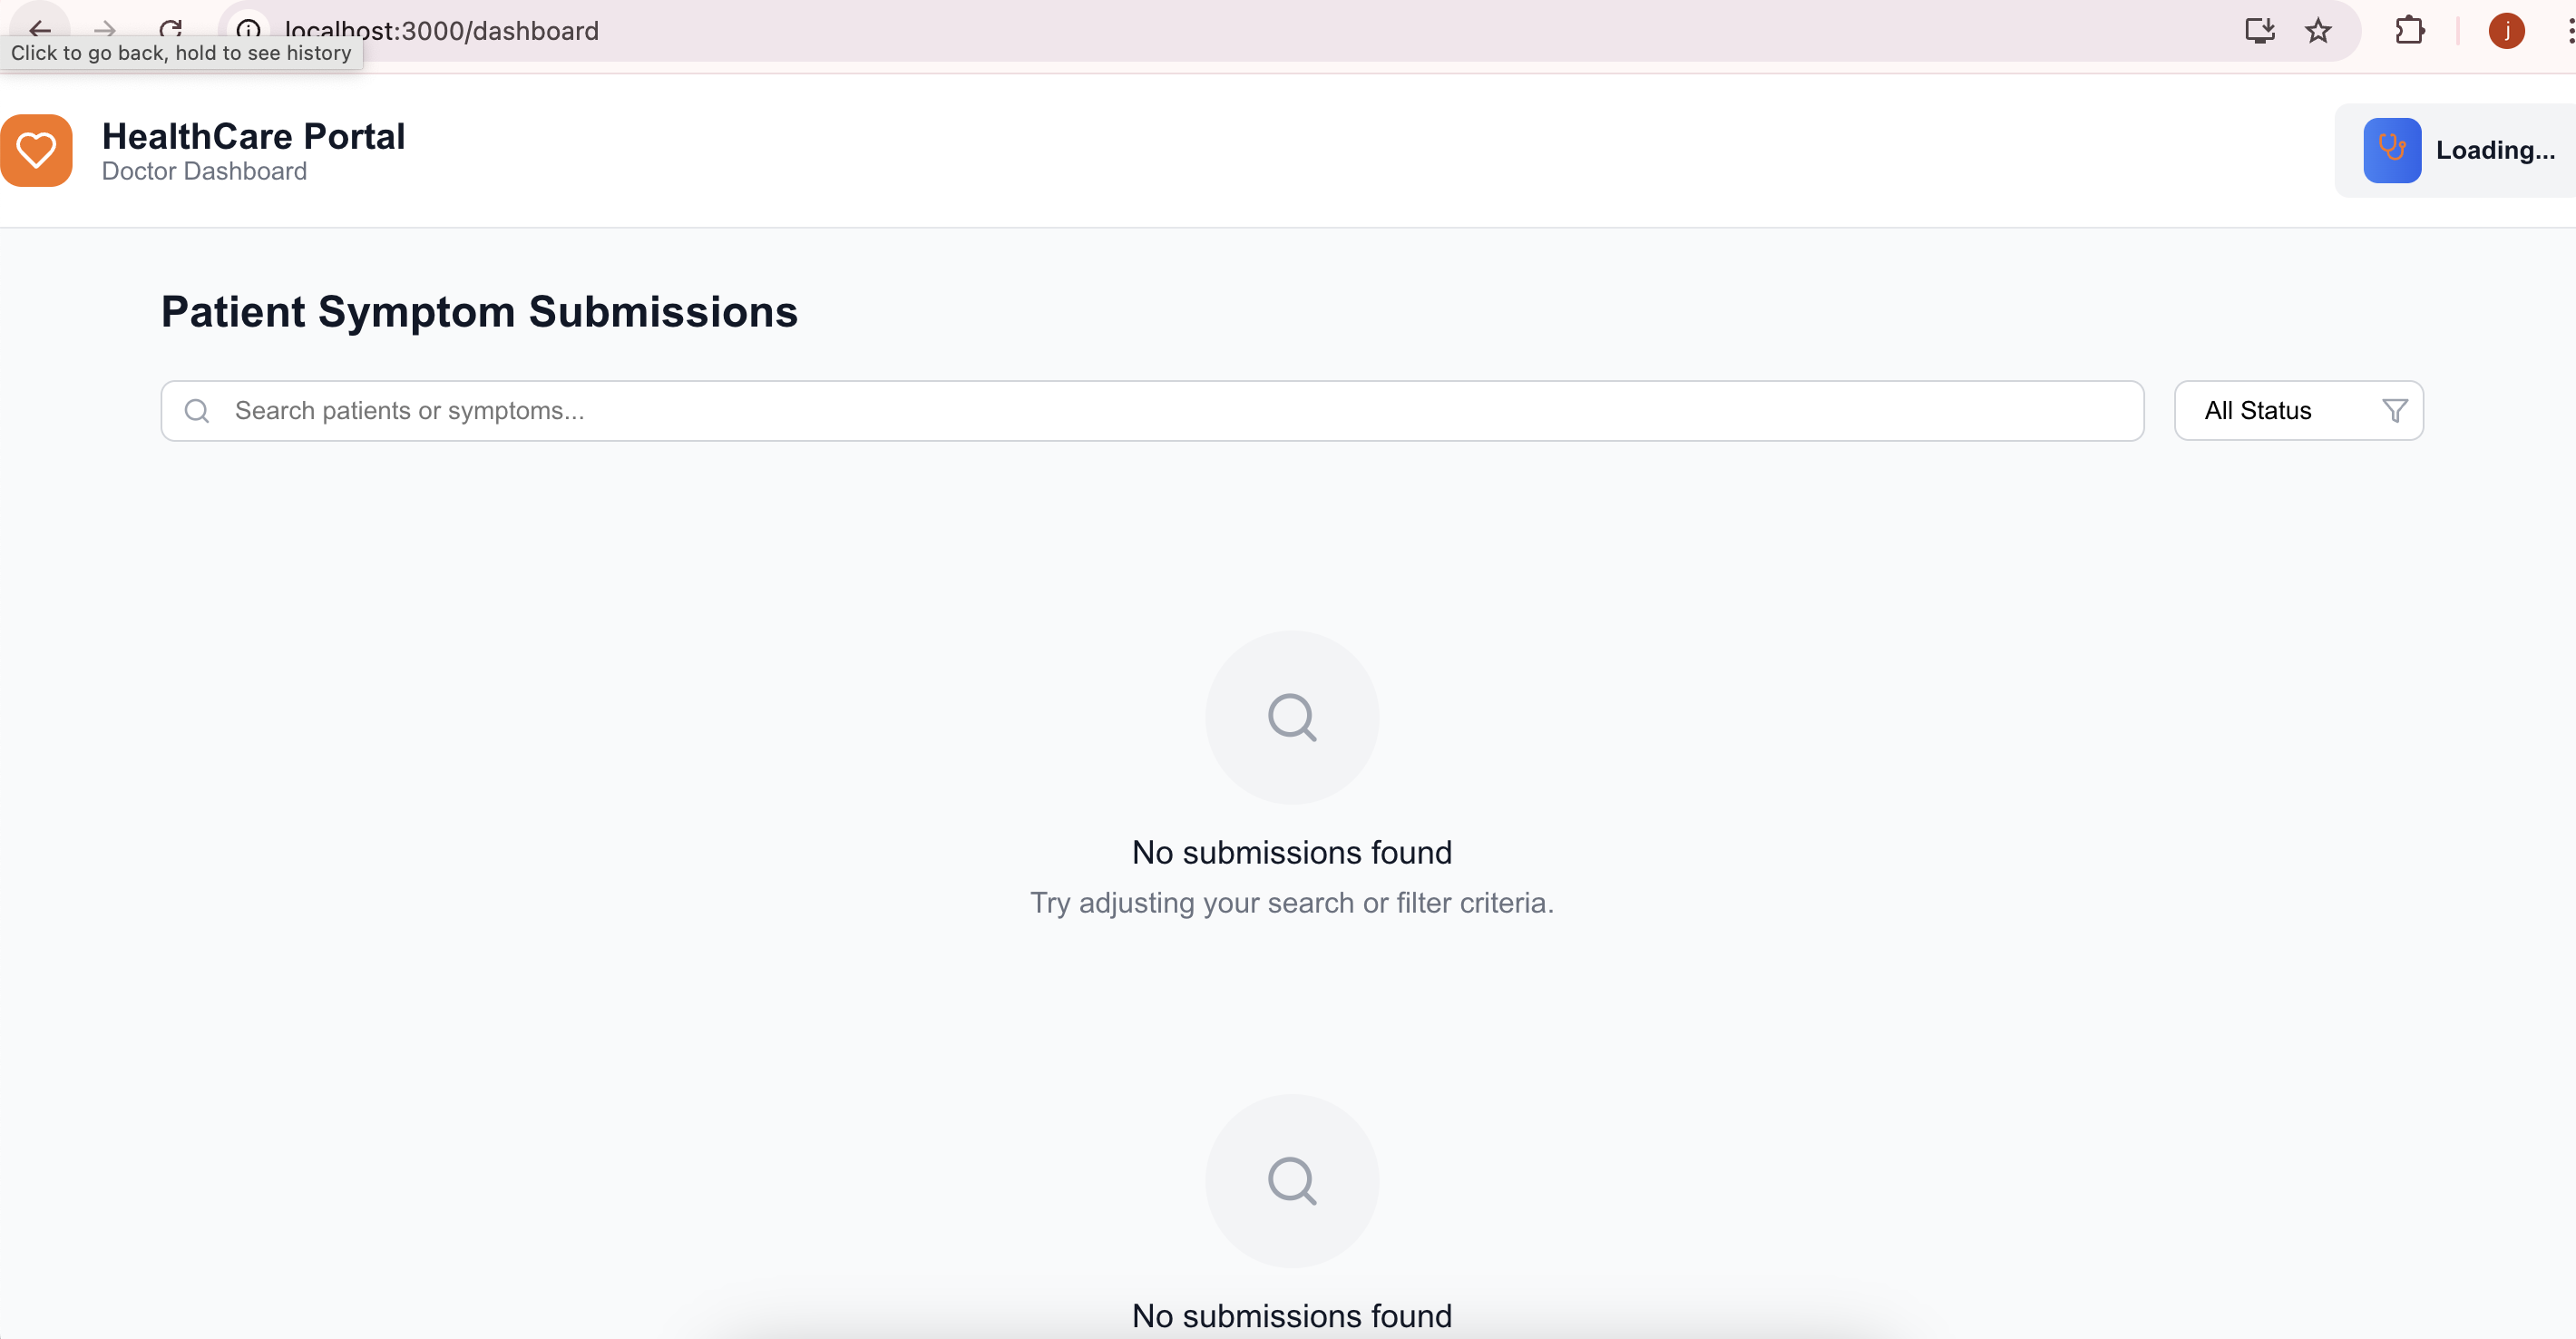 localhost:3000/dashboard
Click to go back, hold to see history
j
HealthCare Portal
Doctor Dashboard
Loading...
Patient Symptom Submissions
Search patients or symptoms...
All Status
No submissions found
Try adjusting your search or filter criteria.
No submissions found